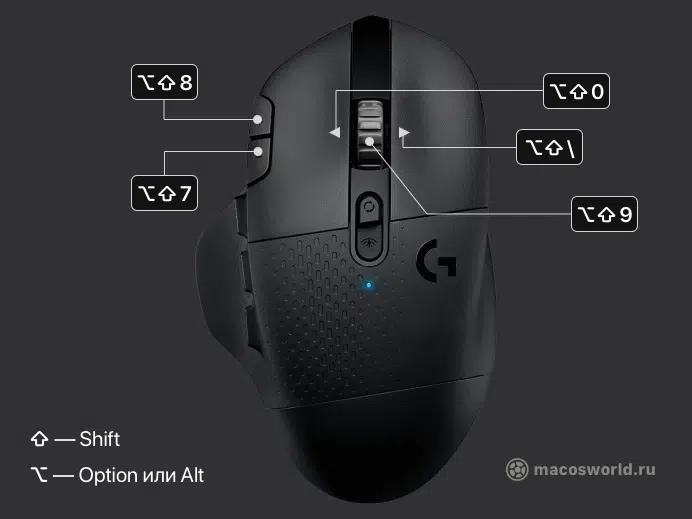 ⌥⇧8
⌥⇧0
⌥⇧\
⌥⇧7
⌥⇧9
⇧ — Shift
⌥ — Option или Alt
macosworld.ru